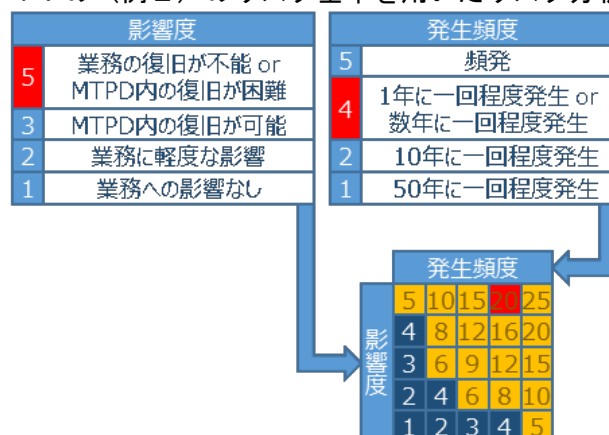 影響度
5
業務の復旧が不能 or
MTPD内の復旧が困難
3 MTPD内の復旧が可能
2 業務に軽度な影響
1 業務への影響なし
発生頻度
5 頻発
4
1年に一回程度発生 or
数年に一回程度発生
2 10年に一回程度発生
1 50年に一回程度発生
発生頻度
影響度
5 10 15 20 25
4 8 12 16 20
3 6 9 12 15
2 4 6 8 10
1 2 3 4 5